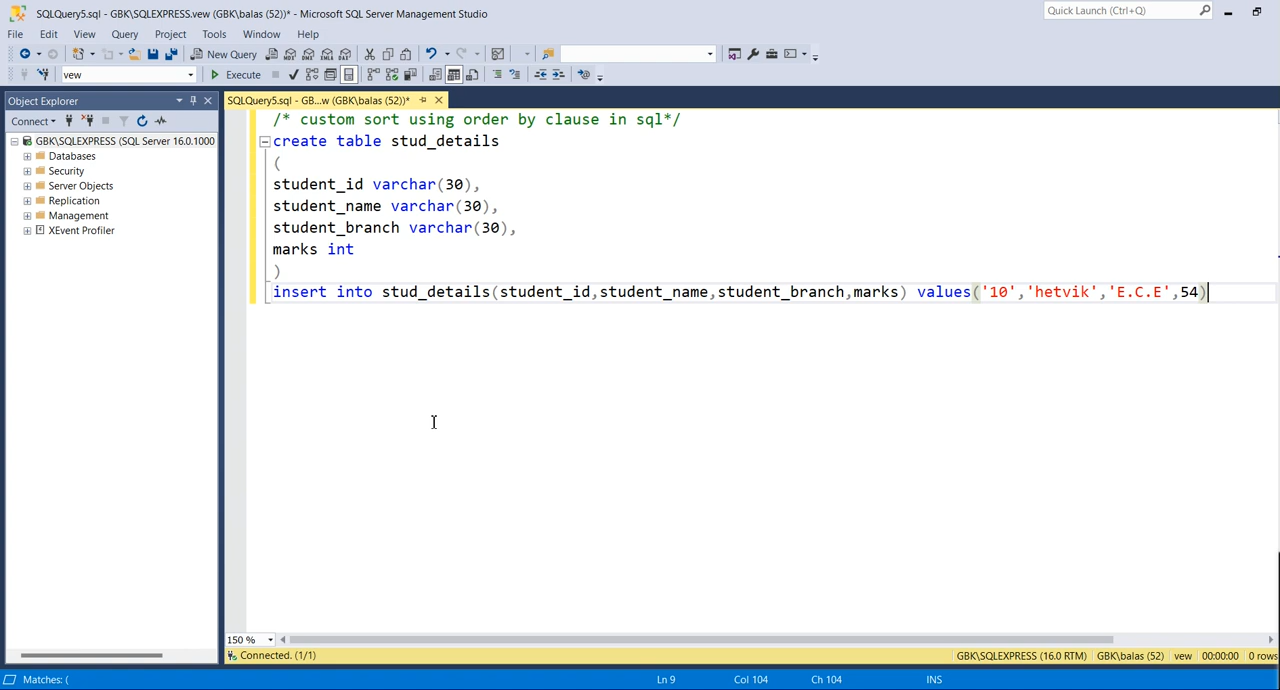 SQLQuery5.sql - GBK\SQLEXPRESS.vew (GBK\balas (52))* - Microsoft SQL Server Management Studio
Quick Launch (Ctrl+Q)
File Edit View Query Project Tools Window Help
New Query
vew Execute
Object Explorer
SQLQuery5.sql - GB...w (GBK\balas (52))*
Connect
GBK\SQLEXPRESS (SQL Server 16.0.1000
Databases
Security
Server Objects
Replication
Management
XEvent Profiler
/* custom sort using order by clause in sql*/
create table stud_details
(
student_id varchar(30),
student_name varchar(30),
student_branch varchar(30),
marks int
)
insert into stud_details(student_id,student_name,student_branch,marks) values('10','hetvik','E.C.E',54)
150 %
Connected. (1/1) GBK\SQLEXPRESS (16.0 RTM) GBK\balas (52) vew 00:00:00 0 rows
Matches: ( Ln 9 Col 104 Ch 104 INS